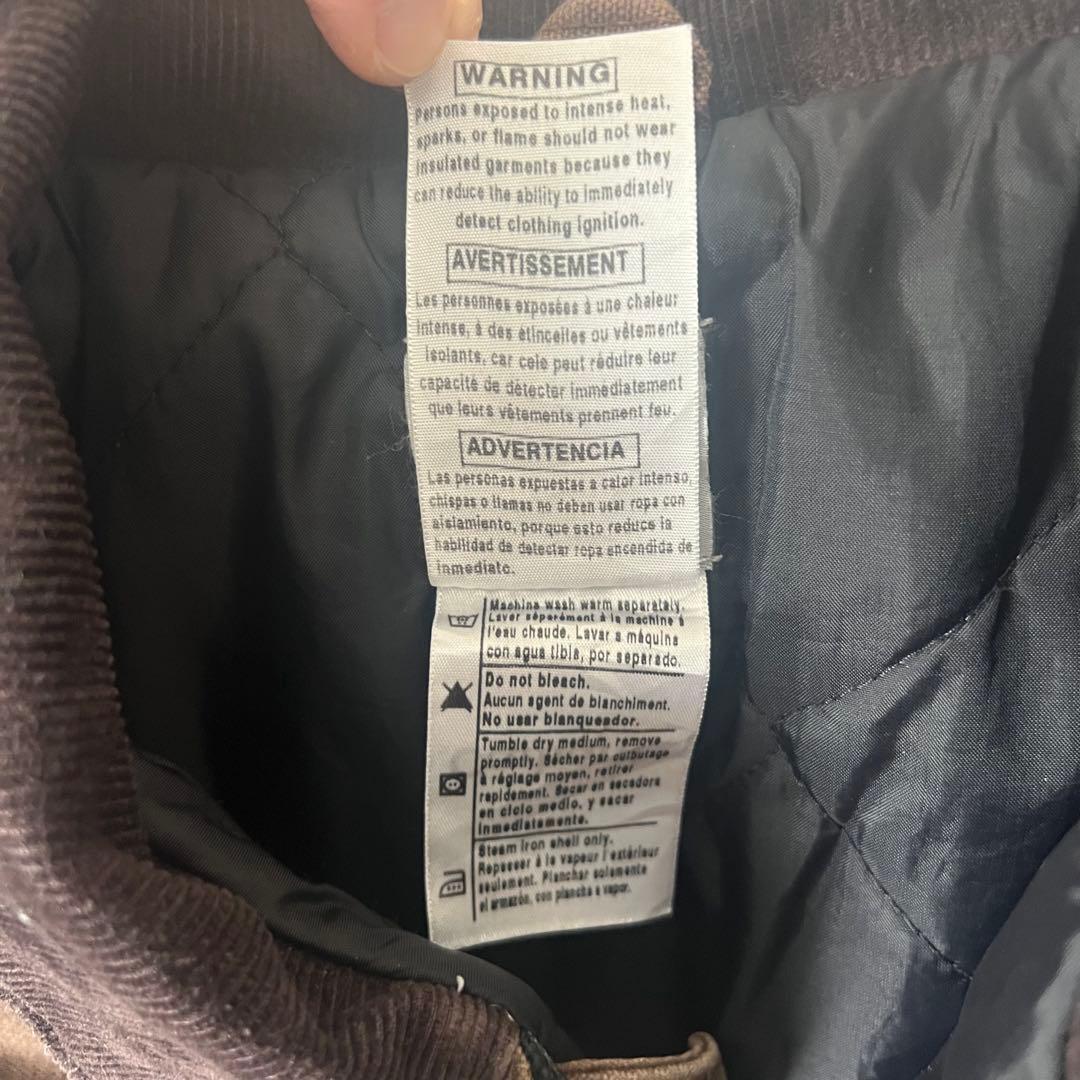 WARNING
Persons exposed to intense heat,
sparks, or flame should not wear
insulated garments because they
can reduce the ability to immediately
detect clothing ignition.
AVERTISSEMENT
Les personnes exposées à une chaleur
intense, à des étincelles ou vêtements
isolants, car cele peut réduire leur
capacité de détecter immediatement
que leurs vêtements prennent feu.
ADVERTENCIA
Las personas expuestas a calor intenso,
chispas o llamas no deben usar ropa con
aislamiento, porque esto reduce la
habilidad de detectar ropa encendida de
inmediato.
Machine wash warm separately.
Laver séparément à la machine à
l'eau chaude. Lavar a máquina
con agua tibia, por separado.
Do not bleach.
Aucun agent de blanchiment.
No usar blanqueador.
Tumble dry medium, remove
promptly. Sécher par culbutage
à réglage moyen, retirer
rapidement. Secar en secadora
en ciclo medio, y sacar
inmediatamente.
Steam iron shell only.
Repasser à la vapeur l'extérieur
seulement. Planchar solamente
el armazón, con plancha a vapor.